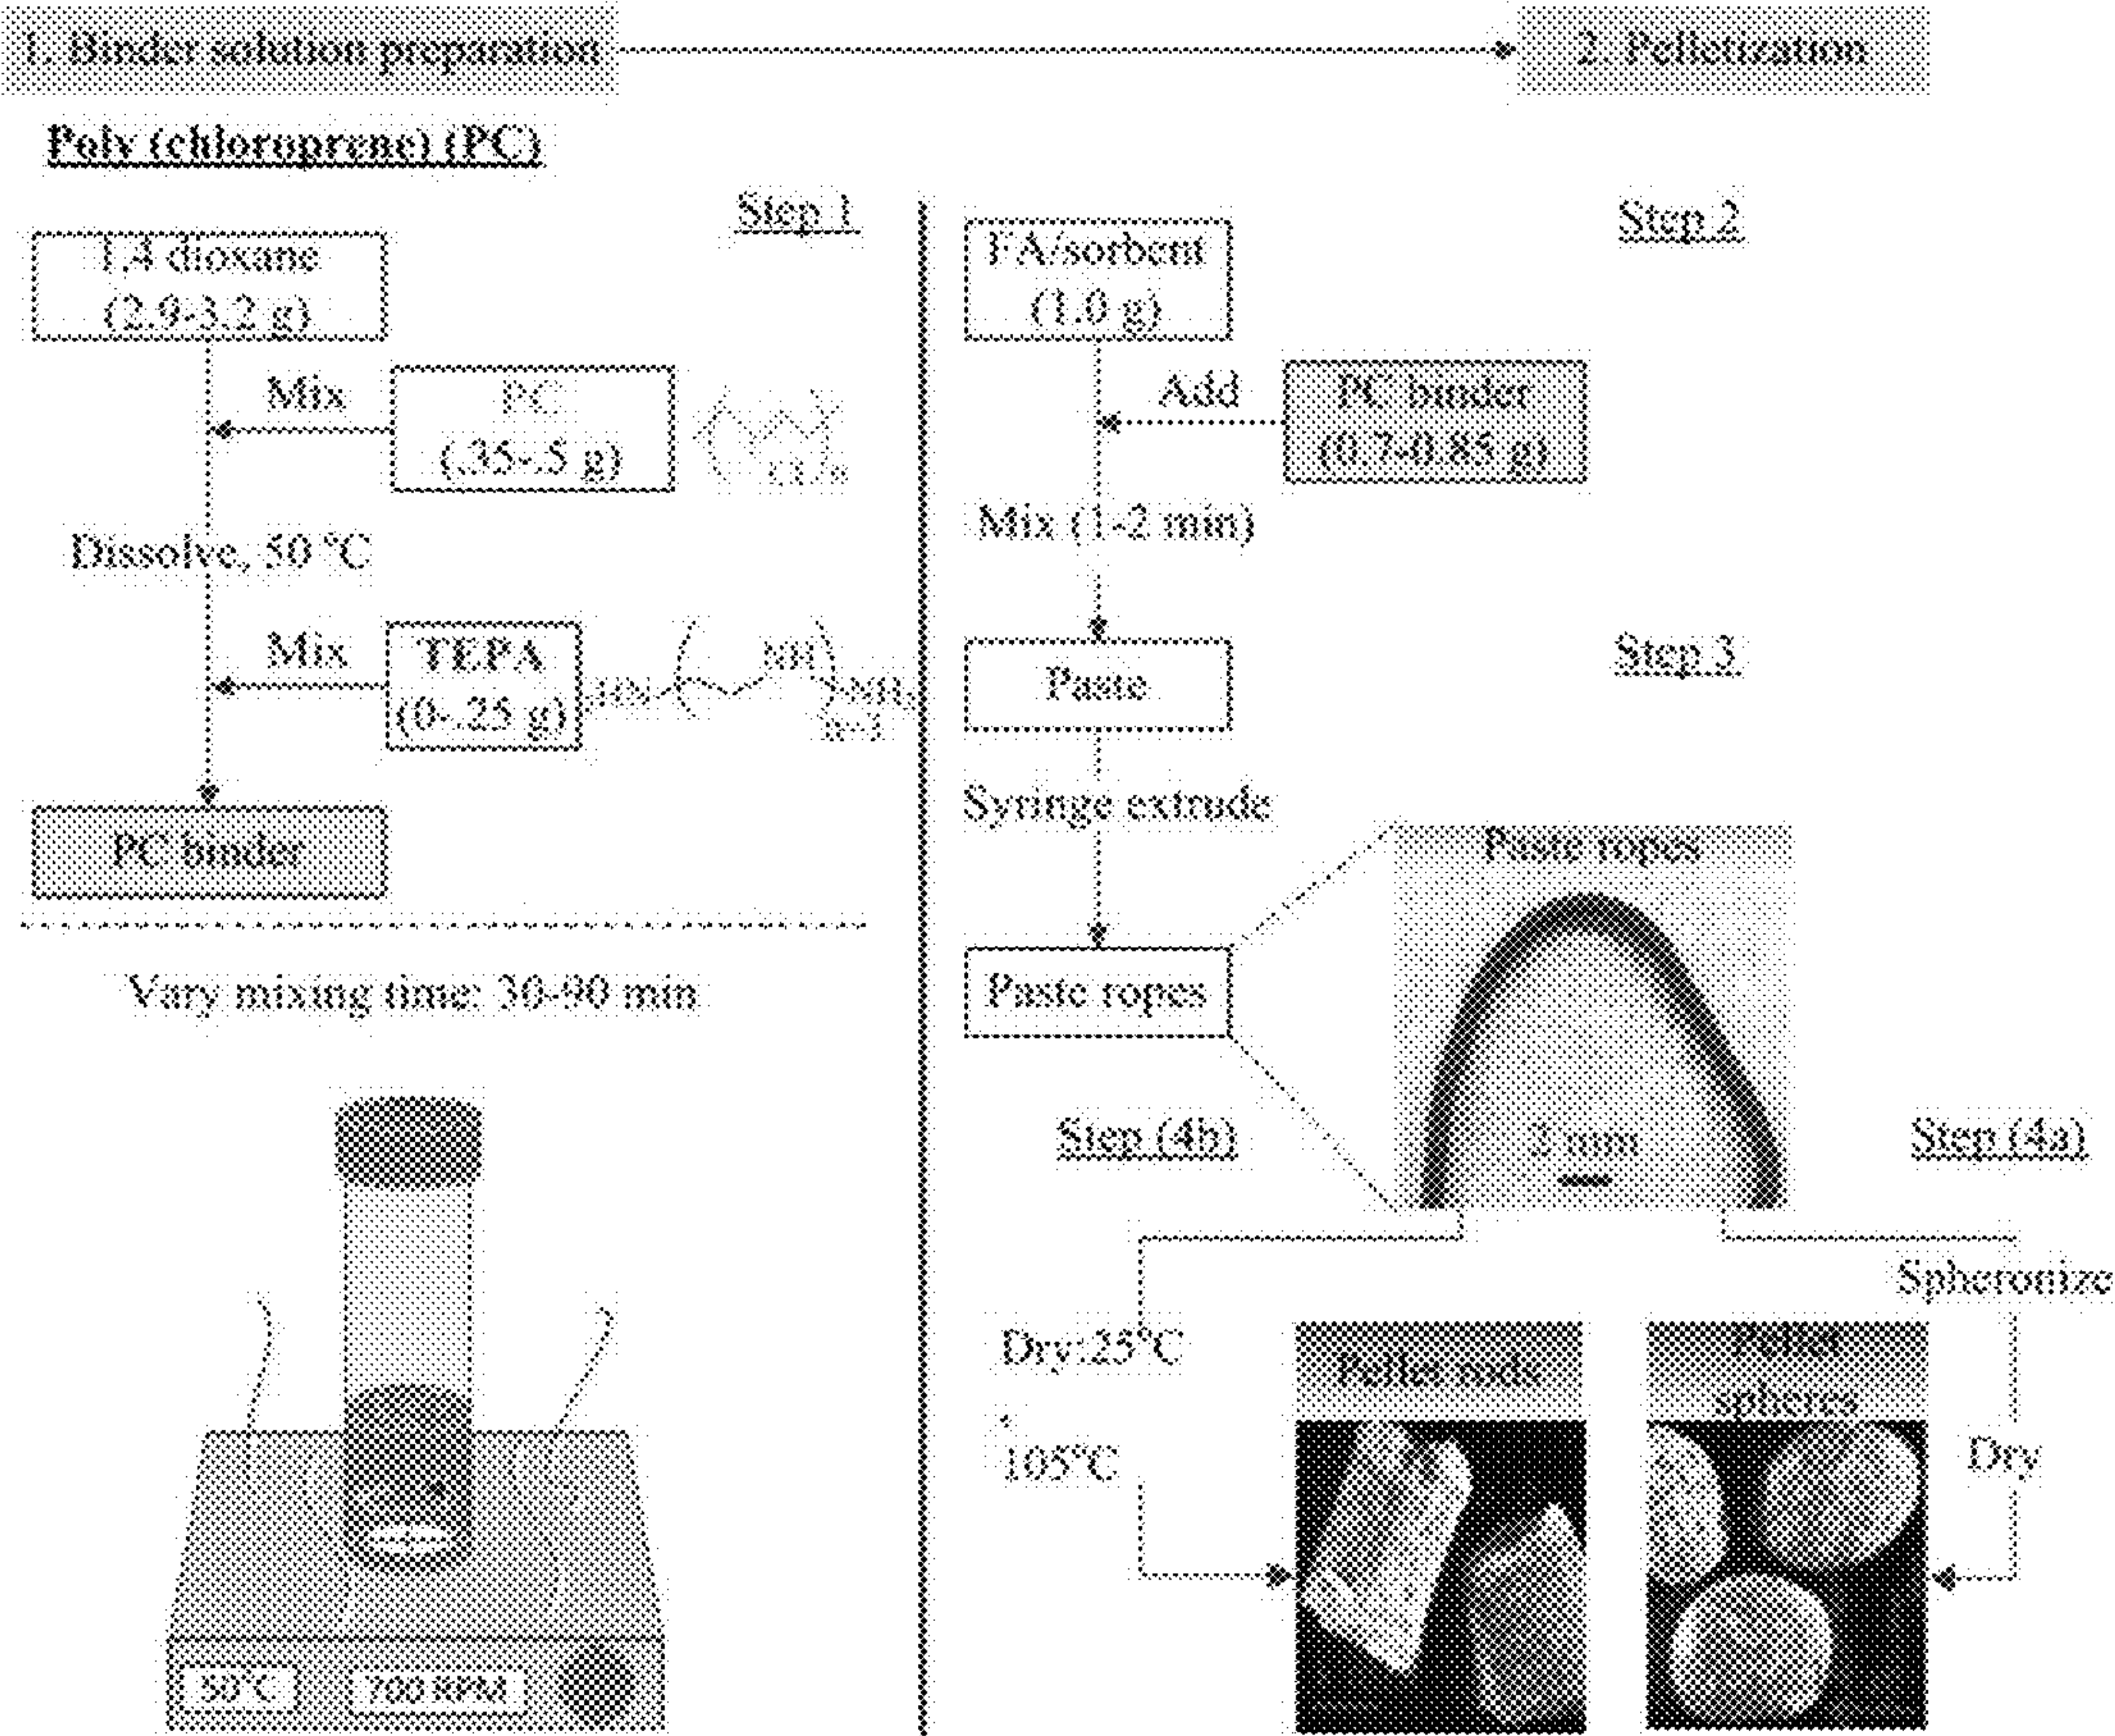 1. Binder solution preparation
2. Pelletization
Poly (chloroprene) (PC)
Step 1
1,4 dioxane
(2.9-3.2 g)
Mix
PC
(.35-.5 g)
Dissolve, 50 °C
Mix
TEPA
(0-.25 g)
NH
PC binder
Vary mixing time: 30-90 min
50°C
700 RPM
Step 2
FA/sorbent
(1.0 g)
Add
PC binder
(0.7-0.85 g)
Mix (1-2 min)
Paste
Step 3
Syringe extrude
Paste ropes
Paste ropes
3 mm
Step (4b)
Step (4a)
Spheronize
Dry:25°C
105°C
Pellet rods
Pellet
spheres
Dry